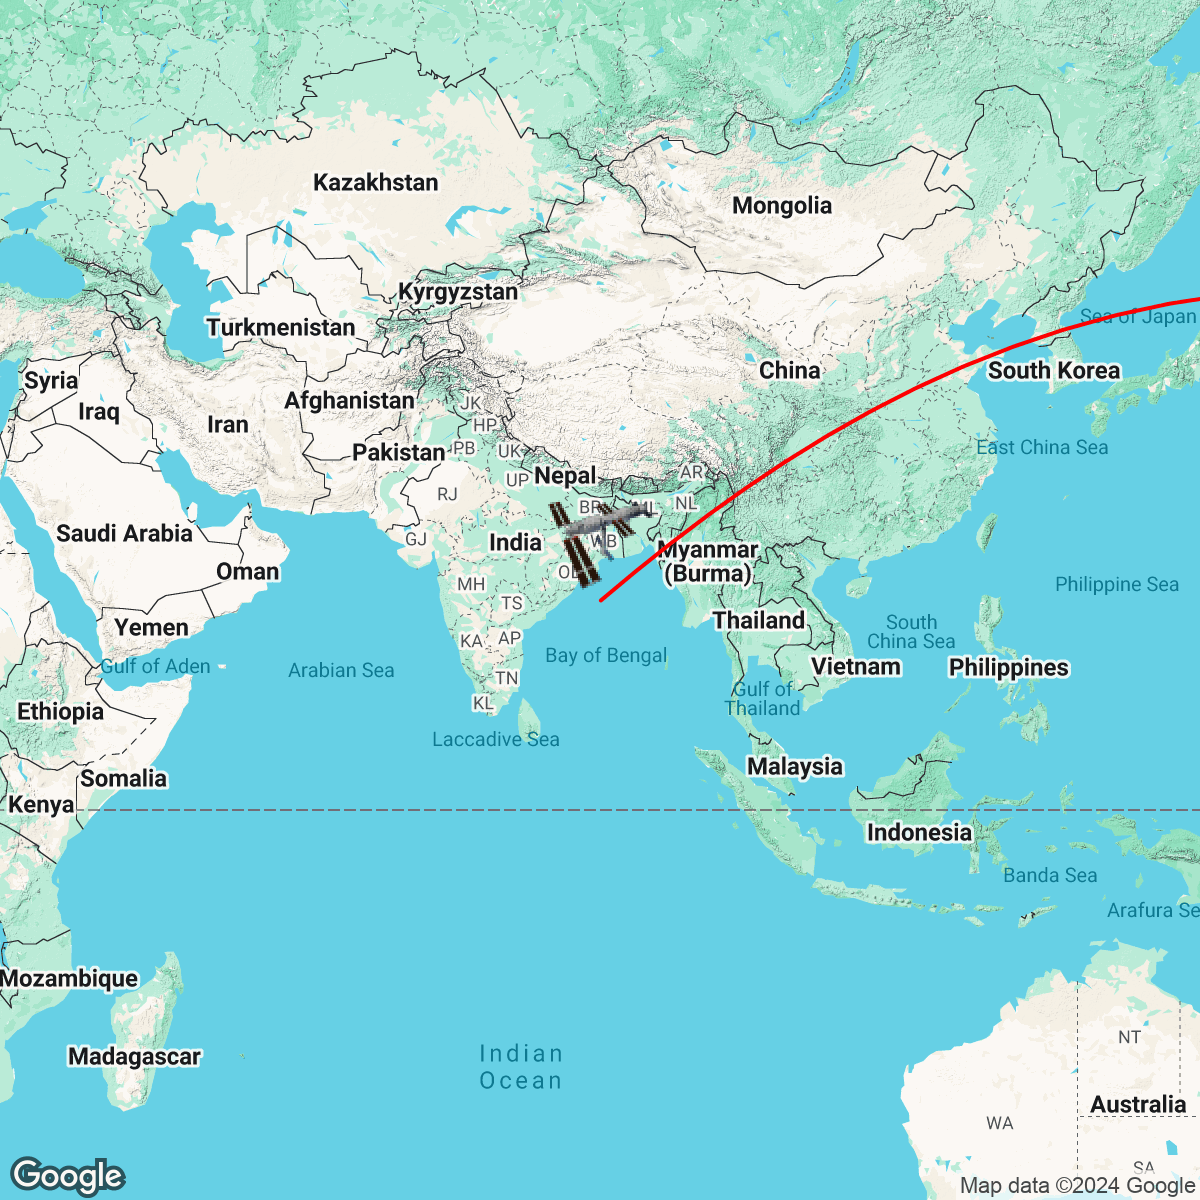 Kazakhstan
Mongolia
Kyrgyzstan
Sea of Japan
Turkmenistan
China
South Korea
Syria
Afghanistan
JK
Iraq
Iran
HP
Pakistan
PB
UK
East China Sea
Nepal
AR
UP
RJ
BR
NL
Saudi Arabia
GJ
India
WB
Myanmar
(Burma)
Oman
MH
Philippine Sea
TS
Yemen
Thailand
South
China Sea
KA
AP
Bay of Bengal
Gulf of Aden
Arabian Sea
Vietnam
Philippines
TN
Gulf of
Thailand
KL
Ethiopia
Laccadive Sea
Malaysia
Somalia
Kenya
Indonesia
Banda Sea
Arafura Se
Mozambique
Madagascar
Indian
Ocean
NT
Australia
WA
SA
Google
Map data ©2024 Google